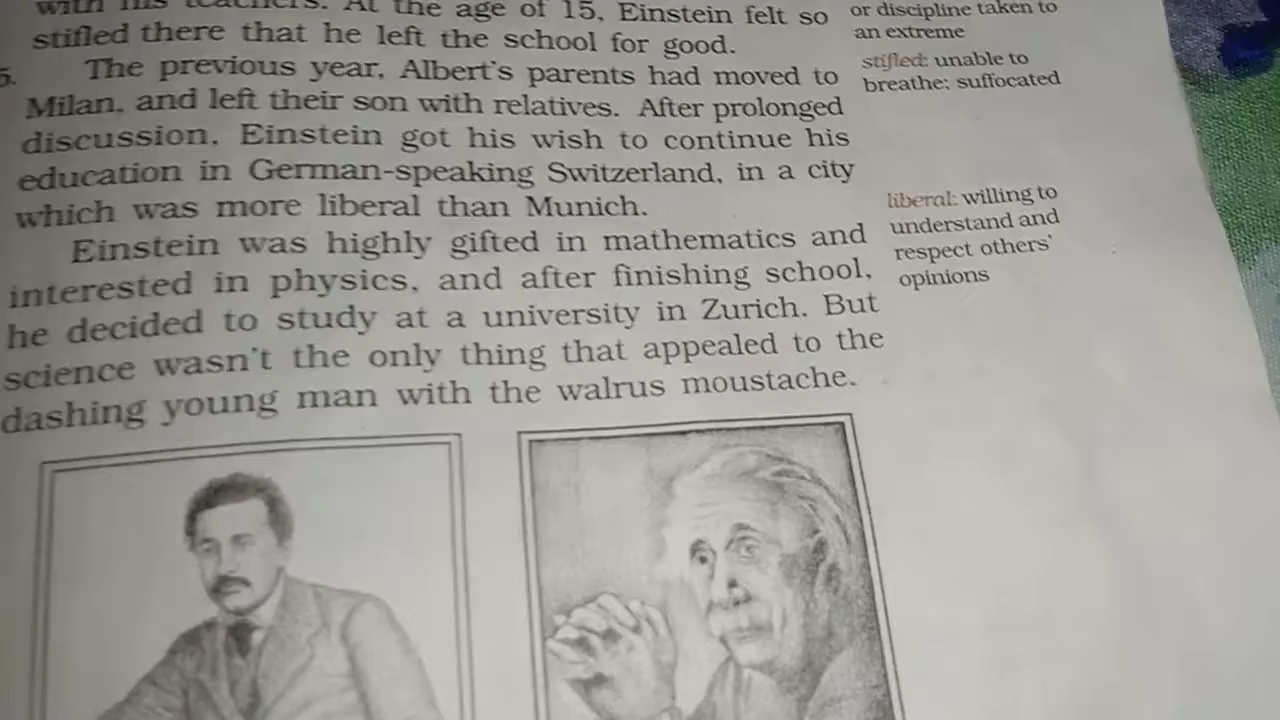 with his teachers. At the age of 15, Einstein felt so
stifled there that he left the school for good.
5. The previous year, Albert's parents had moved to
Milan, and left their son with relatives. After prolonged
discussion, Einstein got his wish to continue his
education in German-speaking Switzerland, in a city
which was more liberal than Munich.
Einstein was highly gifted in mathematics and
interested in physics, and after finishing school,
he decided to study at a university in Zurich. But
science wasn't the only thing that appealed to the
dashing young man with the walrus moustache.
or discipline taken to
an extreme
stifled: unable to
breathe; suffocated
liberal: willing to
understand and
respect others'
opinions